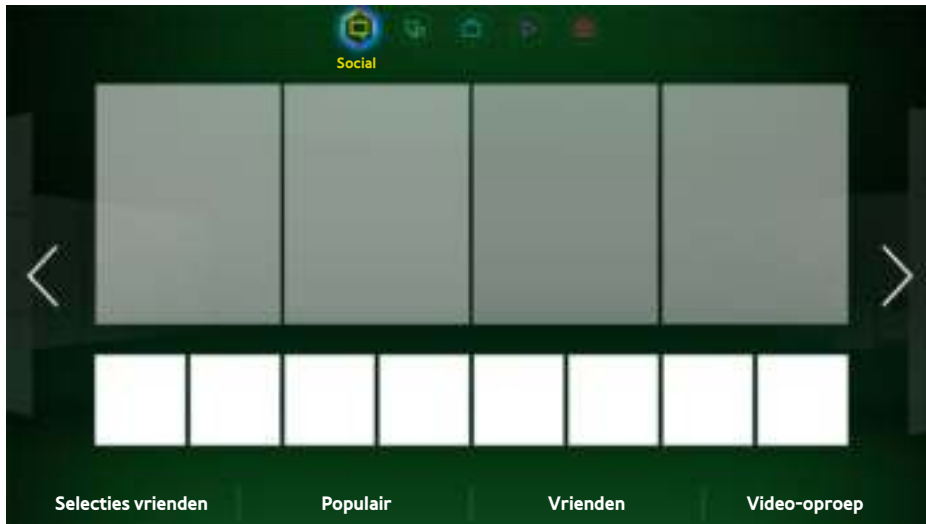 Social
Selecties vrienden
Populair
Vrienden
Video-oproep